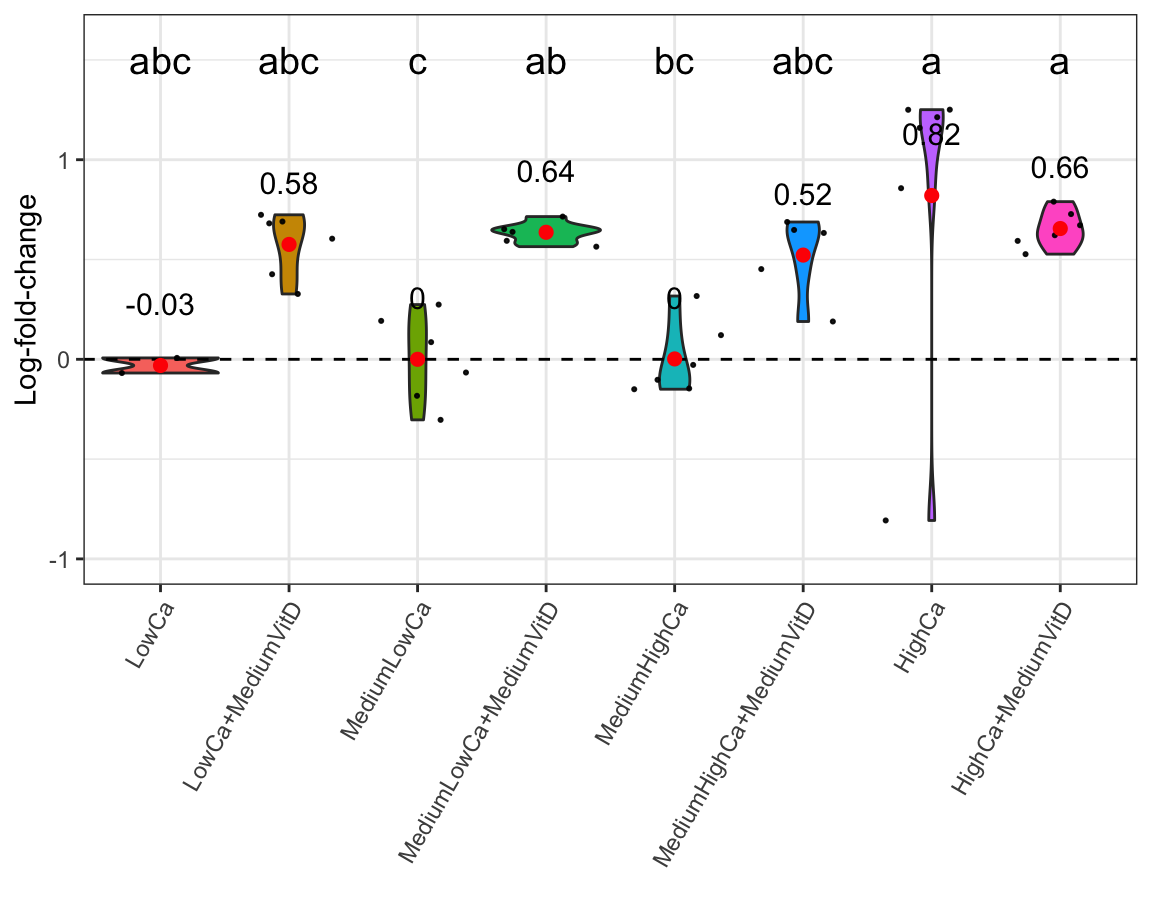 abc abc c ab bc abc a a
0.82
0.64
0.66
0.58
0.52
-0.03
0
0
Log-fold-change
1
0
-1
LowCa
LowCa+MediumVitD
MediumLowCa
MediumLowCa+MediumVitD
MediumHighCa
MediumHighCa+MediumVitD
HighCa
HighCa+MediumVitD